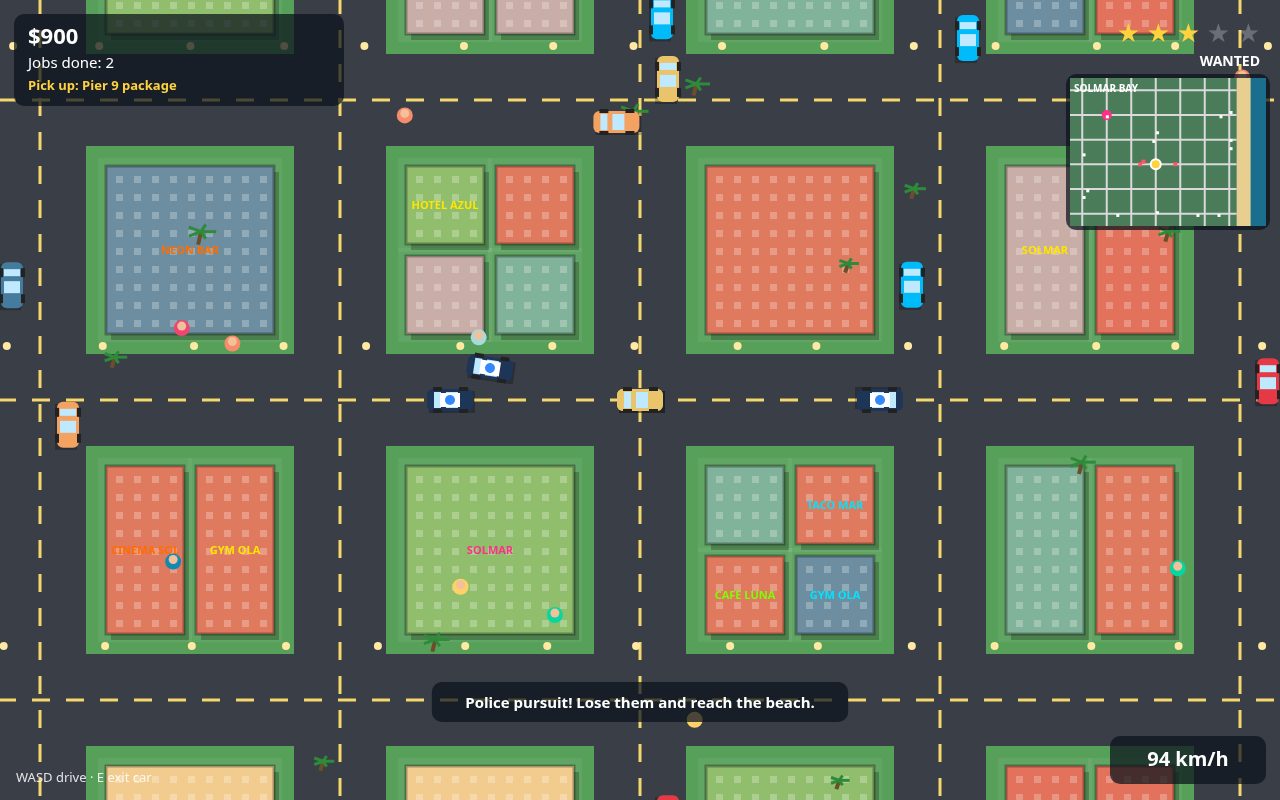 $900
Jobs done: 2
Pick up: Pier 9 package
WANTED
SOLMAR BAY
HOTEL AZUL
SOLMAR
TACO MAR
GYM OLA
SOLMAR
CAFE LUNA
GYM OLA
Police pursuit! Lose them and reach the beach.
94 km/h
WASD drive · E exit car